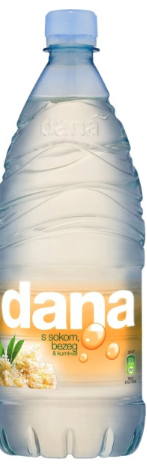 dana
dana
s sokom,
bezeg
& kumkvat